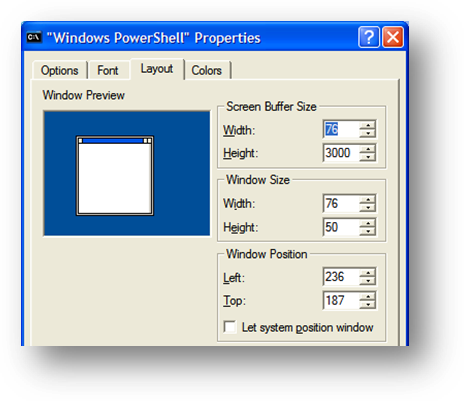 C:\ "Windows PowerShell" Properties
Options Font Layout Colors
Window Preview
Screen Buffer Size
Width: 76
Height: 3000
Window Size
Width: 76
Height: 50
Window Position
Left: 236
Top: 187
Let system position window